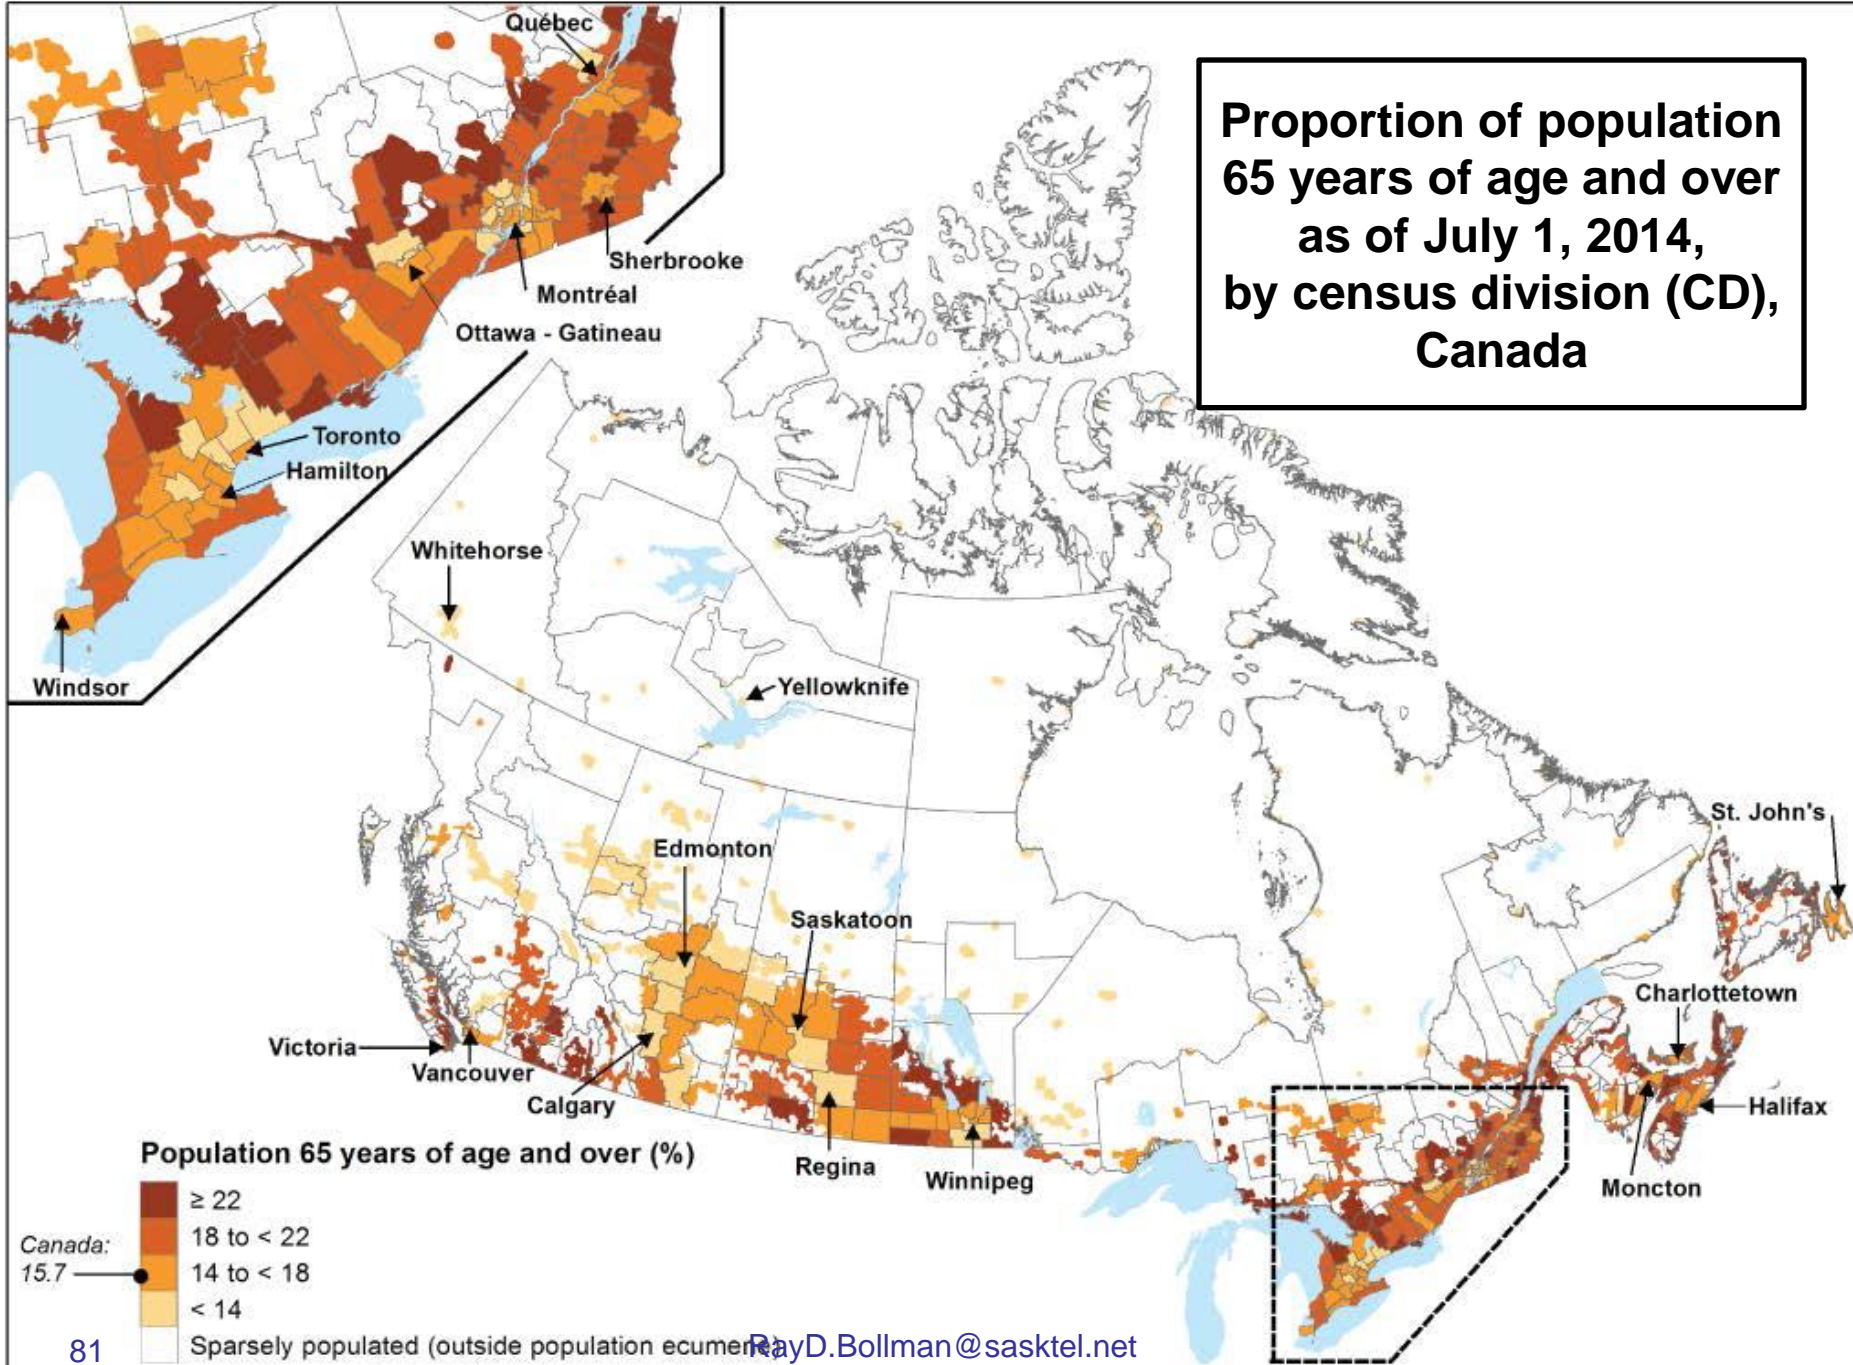 Proportion of population
65 years of age and over
as of July 1, 2014,
by census division (CD),
Canada
Québec
Sherbrooke
Montréal
Ottawa - Gatineau
Toronto
Hamilton
Windsor
Whitehorse
Yellowknife
Edmonton
Saskatoon
St. John's
Charlottetown
Victoria
Vancouver
Calgary
Halifax
Regina
Winnipeg
Moncton
Population 65 years of age and over (%)
≥ 22
18 to < 22
Canada:
15.7
14 to < 18
< 14
Sparsely populated (outside population ecumene)
81
RayD.Bollman@sasktel.net